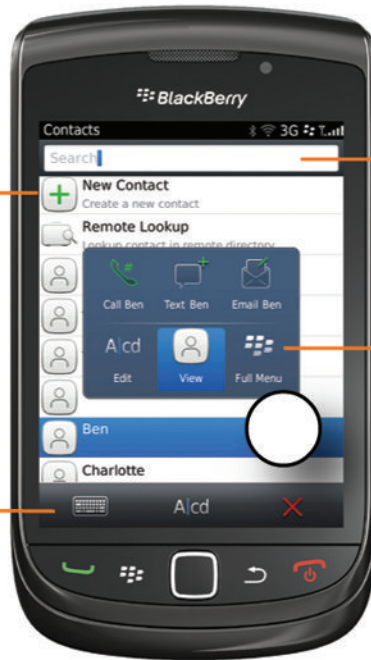 BlackBerry
Contacts 3G
Search
New Contact
Create a new contact
Remote Lookup
Lookup contact in remote directory
Call Ben Text Ben Email Ben
A|cd
Edit View Full Menu
Ben
Charlotte
A|cd